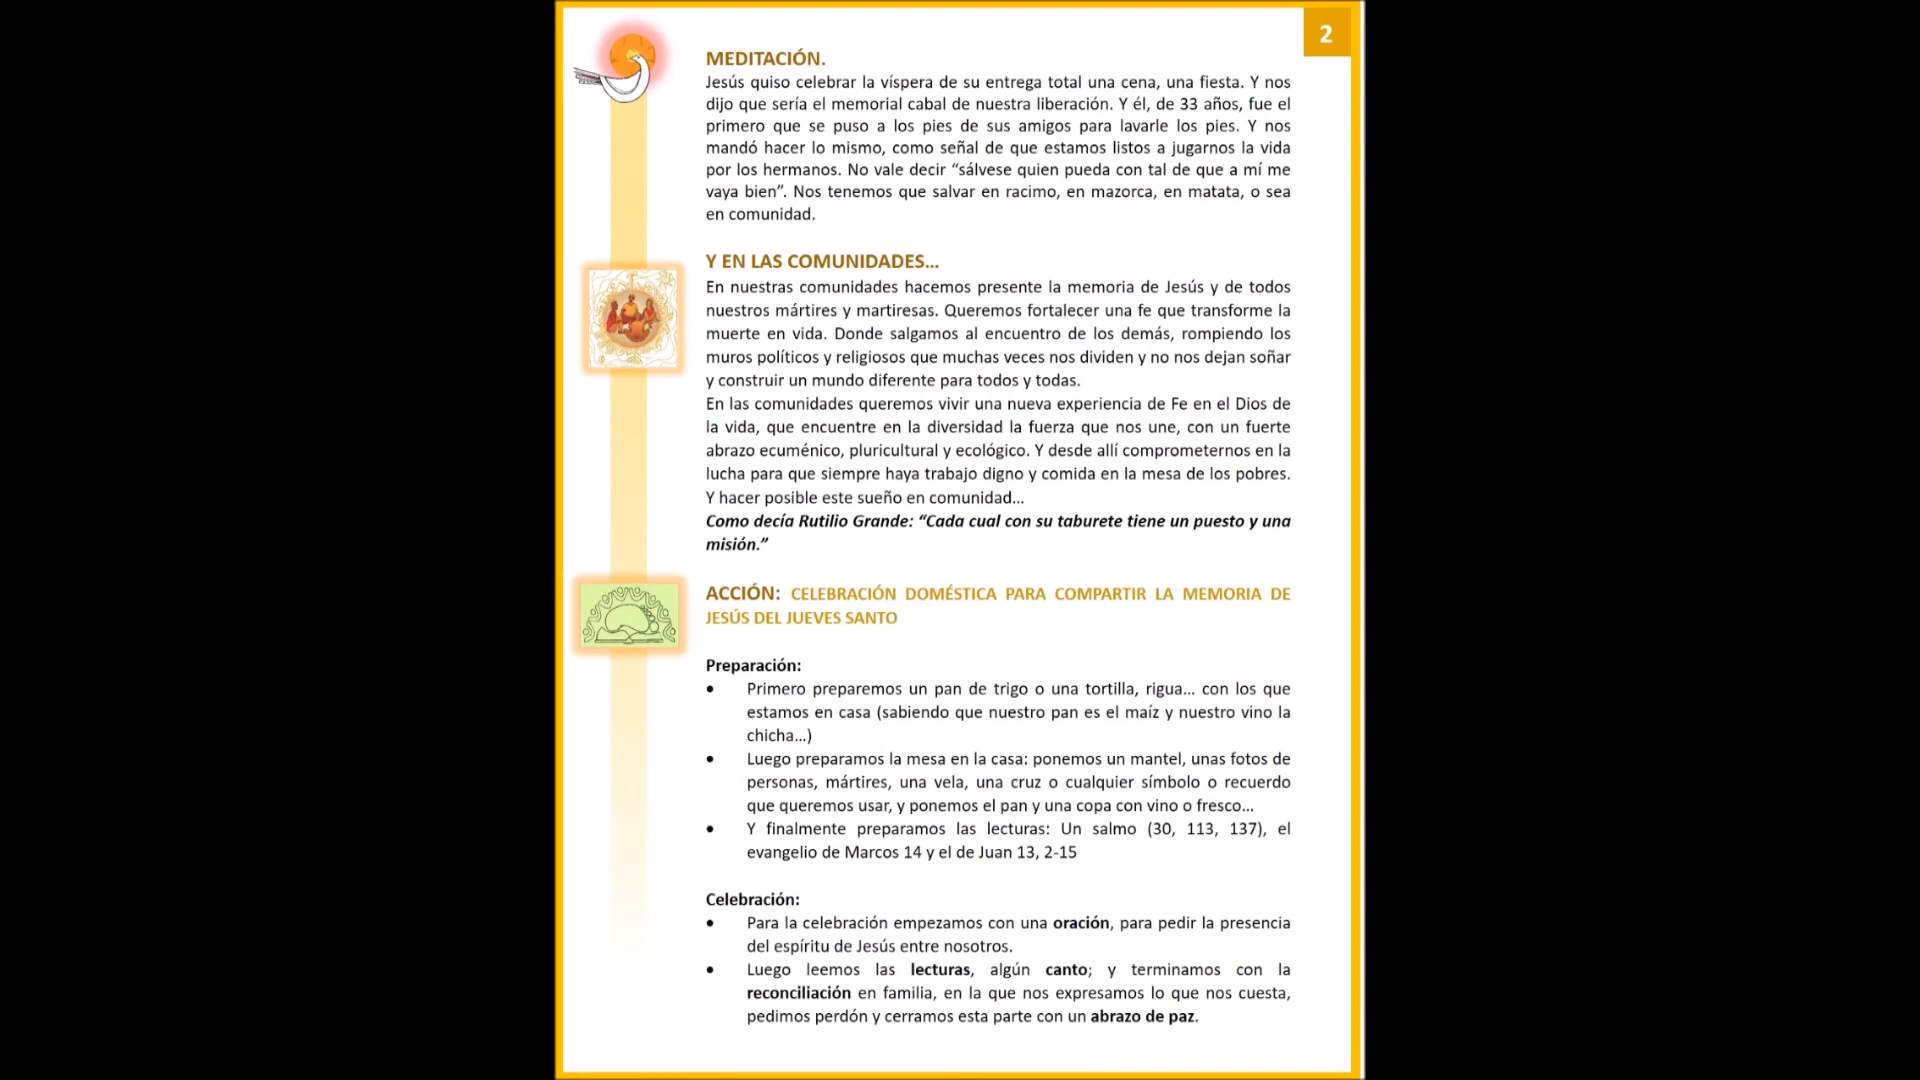 2
MEDITACIÓN.
Jesús quiso celebrar la víspera de su entrega total una cena, una fiesta. Y nos
dijo que sería el memorial cabal de nuestra liberación. Y él, de 33 años, fue el
primero que se puso a los pies de sus amigos para lavarle los pies. Y nos
mandó hacer lo mismo, como señal de que estamos listos a jugarnos la vida
por los hermanos. No vale decir “sálvese quien pueda con tal de que a mí me
vaya bien”. Nos tenemos que salvar en racimo, en mazorca, en matata, o sea
en comunidad.
Y EN LAS COMUNIDADES...
En nuestras comunidades hacemos presente la memoria de Jesús y de todos
nuestros mártires y martiresas. Queremos fortalecer una fe que transforme la
muerte en vida. Donde salgamos al encuentro de los demás, rompiendo los
muros políticos y religiosos que muchas veces nos dividen y no nos dejan soñar
y construir un mundo diferente para todos y todas.
En las comunidades queremos vivir una nueva experiencia de Fe en el Dios de
la vida, que encuentre en la diversidad la fuerza que nos une, con un fuerte
abrazo ecuménico, pluricultural y ecológico. Y desde allí comprometernos en la
lucha para que siempre haya trabajo digno y comida en la mesa de los pobres.
Y hacer posible este sueño en comunidad...
Como decía Rutilio Grande: “Cada cual con su taburete tiene un puesto y una
misión.”
ACCIÓN: CELEBRACIÓN DOMÉSTICA PARA COMPARTIR LA MEMORIA DE
JESÚS DEL JUEVES SANTO
Preparación:
• Primero preparemos un pan de trigo o una tortilla, rigua... con los que
estamos en casa (sabiendo que nuestro pan es el maíz y nuestro vino la
chicha...)
• Luego preparamos la mesa en la casa: ponemos un mantel, unas fotos de
personas, mártires, una vela, una cruz o cualquier símbolo o recuerdo
que queremos usar, y ponemos el pan y una copa con vino o fresco...
• Y finalmente preparamos las lecturas: Un salmo (30, 113, 137), el
evangelio de Marcos 14 y el de Juan 13, 2-15
Celebración:
• Para la celebración empezamos con una oración, para pedir la presencia
del espíritu de Jesús entre nosotros.
• Luego leemos las lecturas, algún canto; y terminamos con la
reconciliación en familia, en la que nos expresamos lo que nos cuesta,
pedimos perdón y cerramos esta parte con un abrazo de paz.